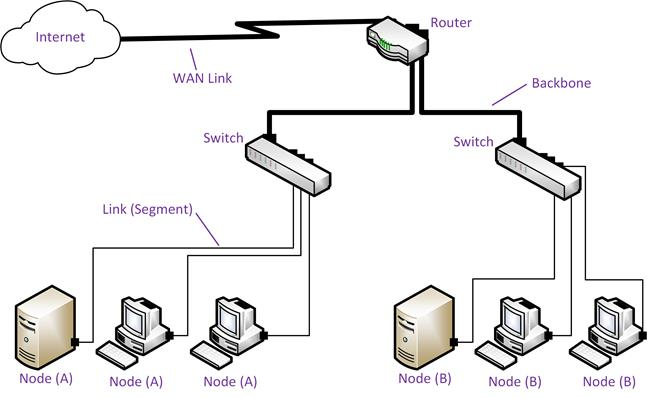 Internet
Router
WAN Link
Backbone
Switch
Switch
Link (Segment)
Node (A)
Node (A)
Node (A)
Node (B)
Node (B)
Node (B)